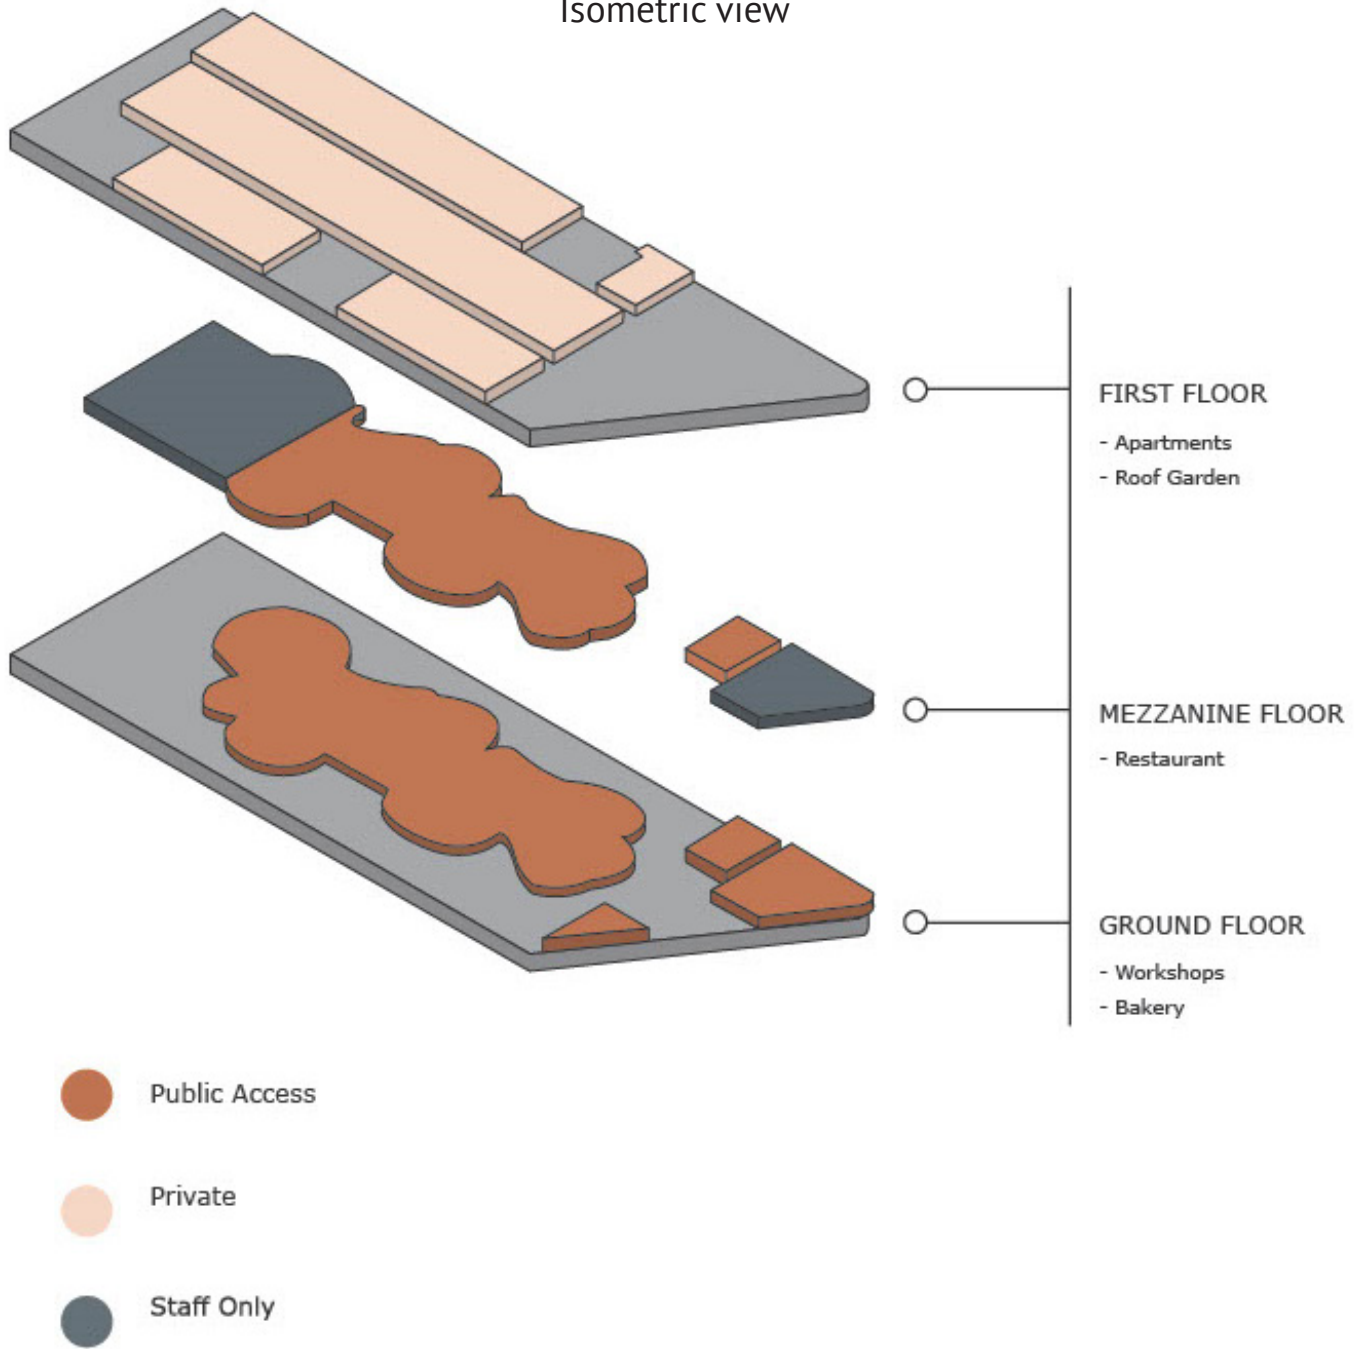 Isometric view
FIRST FLOOR
- Apartments
- Roof Garden
MEZZANINE FLOOR
- Restaurant
GROUND FLOOR
- Workshops
- Bakery
Public Access
Private
Staff Only